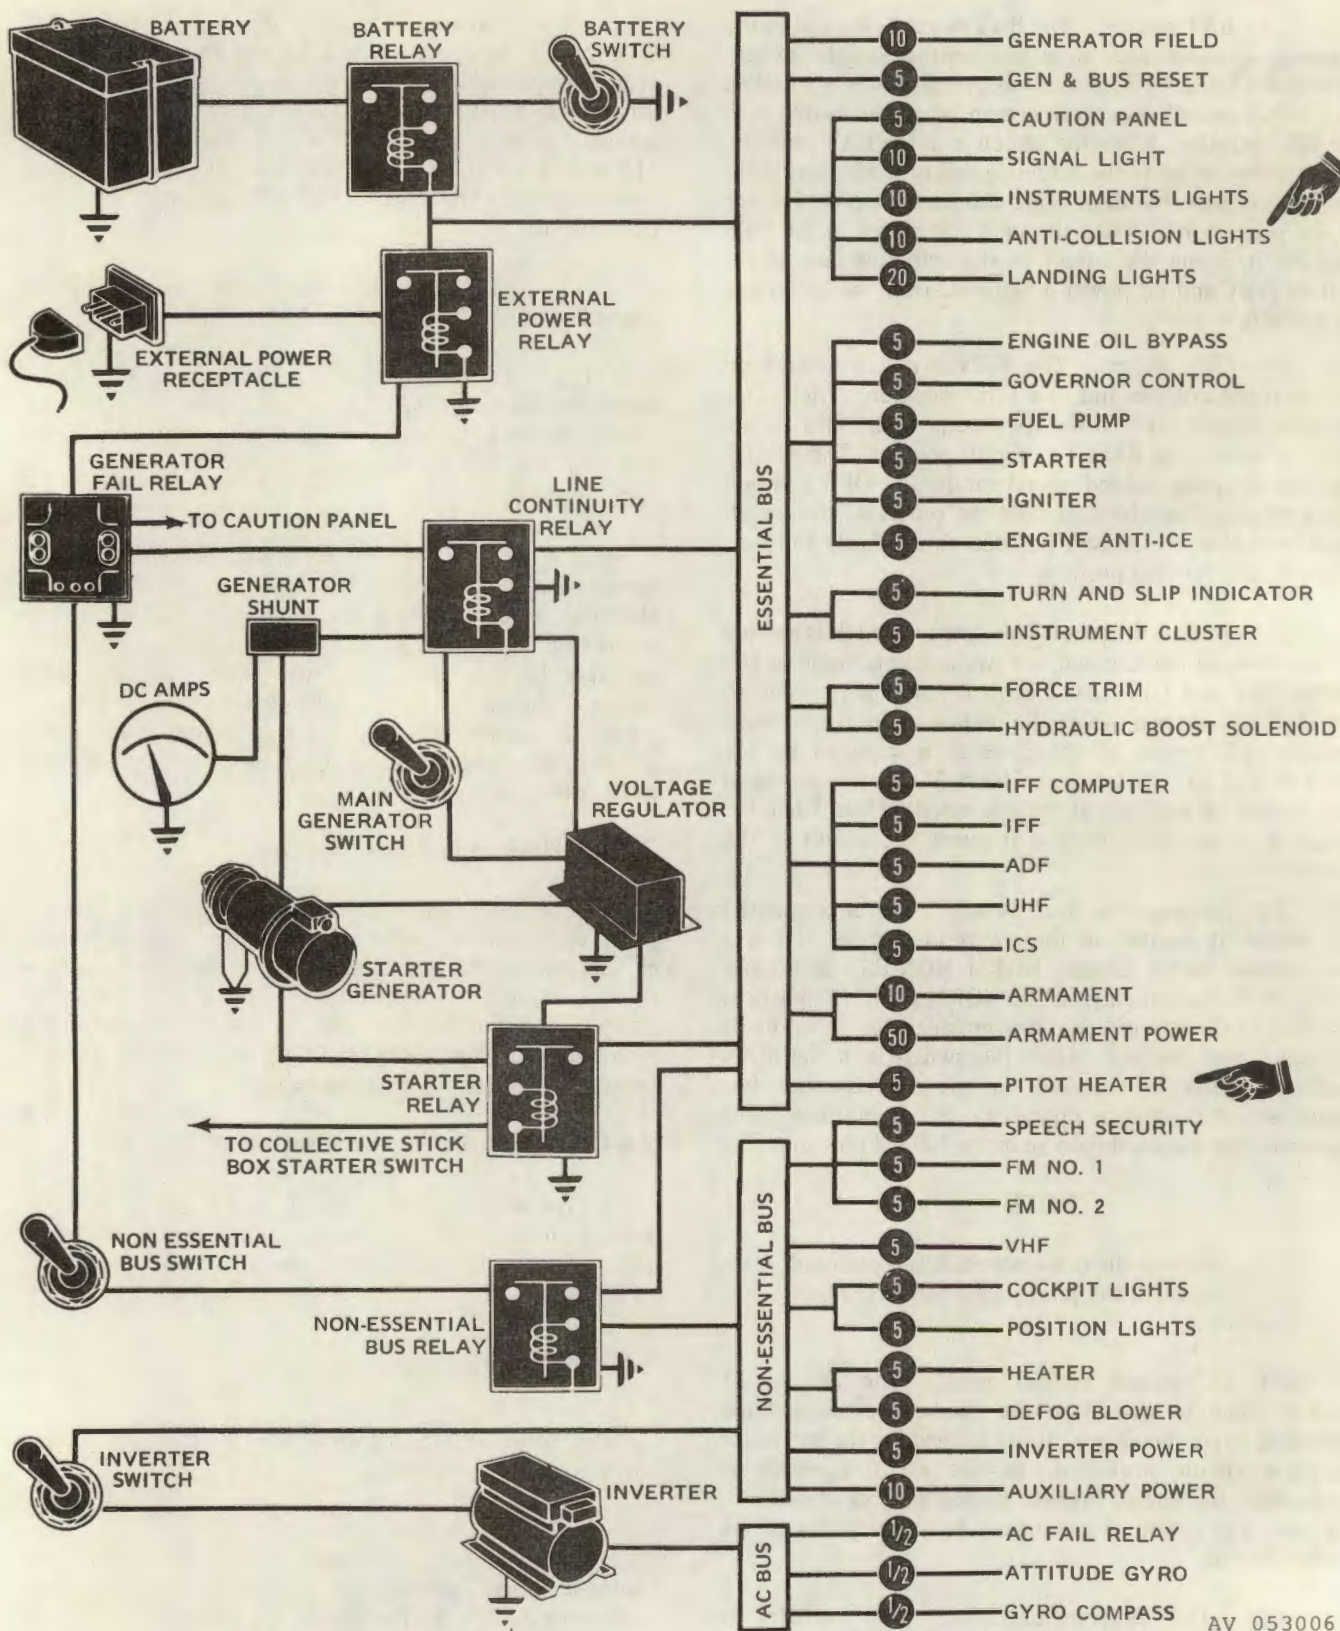 BATTERY
BATTERY
RELAY
BATTERY
SWITCH
EXTERNAL
POWER
RELAY
EXTERNAL POWER
RECEPTACLE
GENERATOR
FAIL RELAY
TO CAUTION PANEL
LINE
CONTINUITY
RELAY
GENERATOR
SHUNT
DC AMPS
MAIN
GENERATOR
SWITCH
VOLTAGE
REGULATOR
STARTER
GENERATOR
STARTER
RELAY
TO COLLECTIVE STICK
BOX STARTER SWITCH
NON ESSENTIAL
BUS SWITCH
NON-ESSENTIAL
BUS RELAY
INVERTER
SWITCH
INVERTER
ESSENTIAL BUS
10 GENERATOR FIELD
5 GEN & BUS RESET
5 CAUTION PANEL
10 SIGNAL LIGHT
10 INSTRUMENTS LIGHTS
10 ANTI-COLLISION LIGHTS
20 LANDING LIGHTS
5 ENGINE OIL BYPASS
5 GOVERNOR CONTROL
5 FUEL PUMP
5 STARTER
5 IGNITER
5 ENGINE ANTI-ICE
5 TURN AND SLIP INDICATOR
5 INSTRUMENT CLUSTER
5 FORCE TRIM
5 HYDRAULIC BOOST SOLENOID
5 IFF COMPUTER
5 IFF
5 ADF
5 UHF
5 ICS
10 ARMAMENT
50 ARMAMENT POWER
5 PITOT HEATER
NON-ESSENTIAL BUS
5 SPEECH SECURITY
5 FM NO. 1
5 FM NO. 2
5 VHF
5 COCKPIT LIGHTS
5 POSITION LIGHTS
5 HEATER
5 DEFOG BLOWER
5 INVERTER POWER
10 AUXILIARY POWER
AC BUS
1/2 AC FAIL RELAY
1/2 ATTITUDE GYRO
1/2 GYRO COMPASS
AV 053006